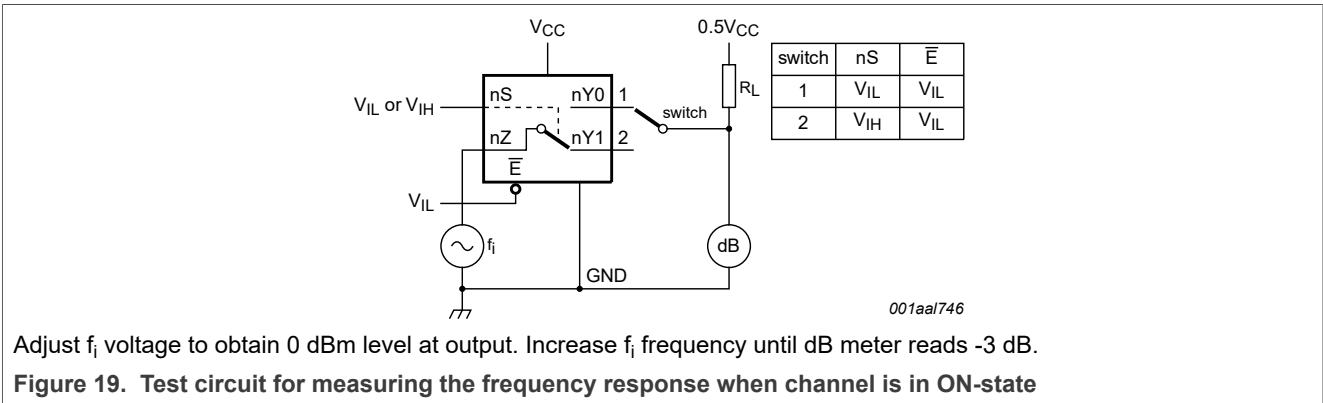 VCC
0.5VCC
switch nS E̅
1 VIL VIL
2 VIH VIL
RL
VIL or VIH
nS nY0 1
switch
nZ nY1 2
E̅
VIL
fi
dB
GND
001aal746
Adjust fi voltage to obtain 0 dBm level at output. Increase fi frequency until dB meter reads -3 dB.
Figure 19. Test circuit for measuring the frequency response when channel is in ON-state